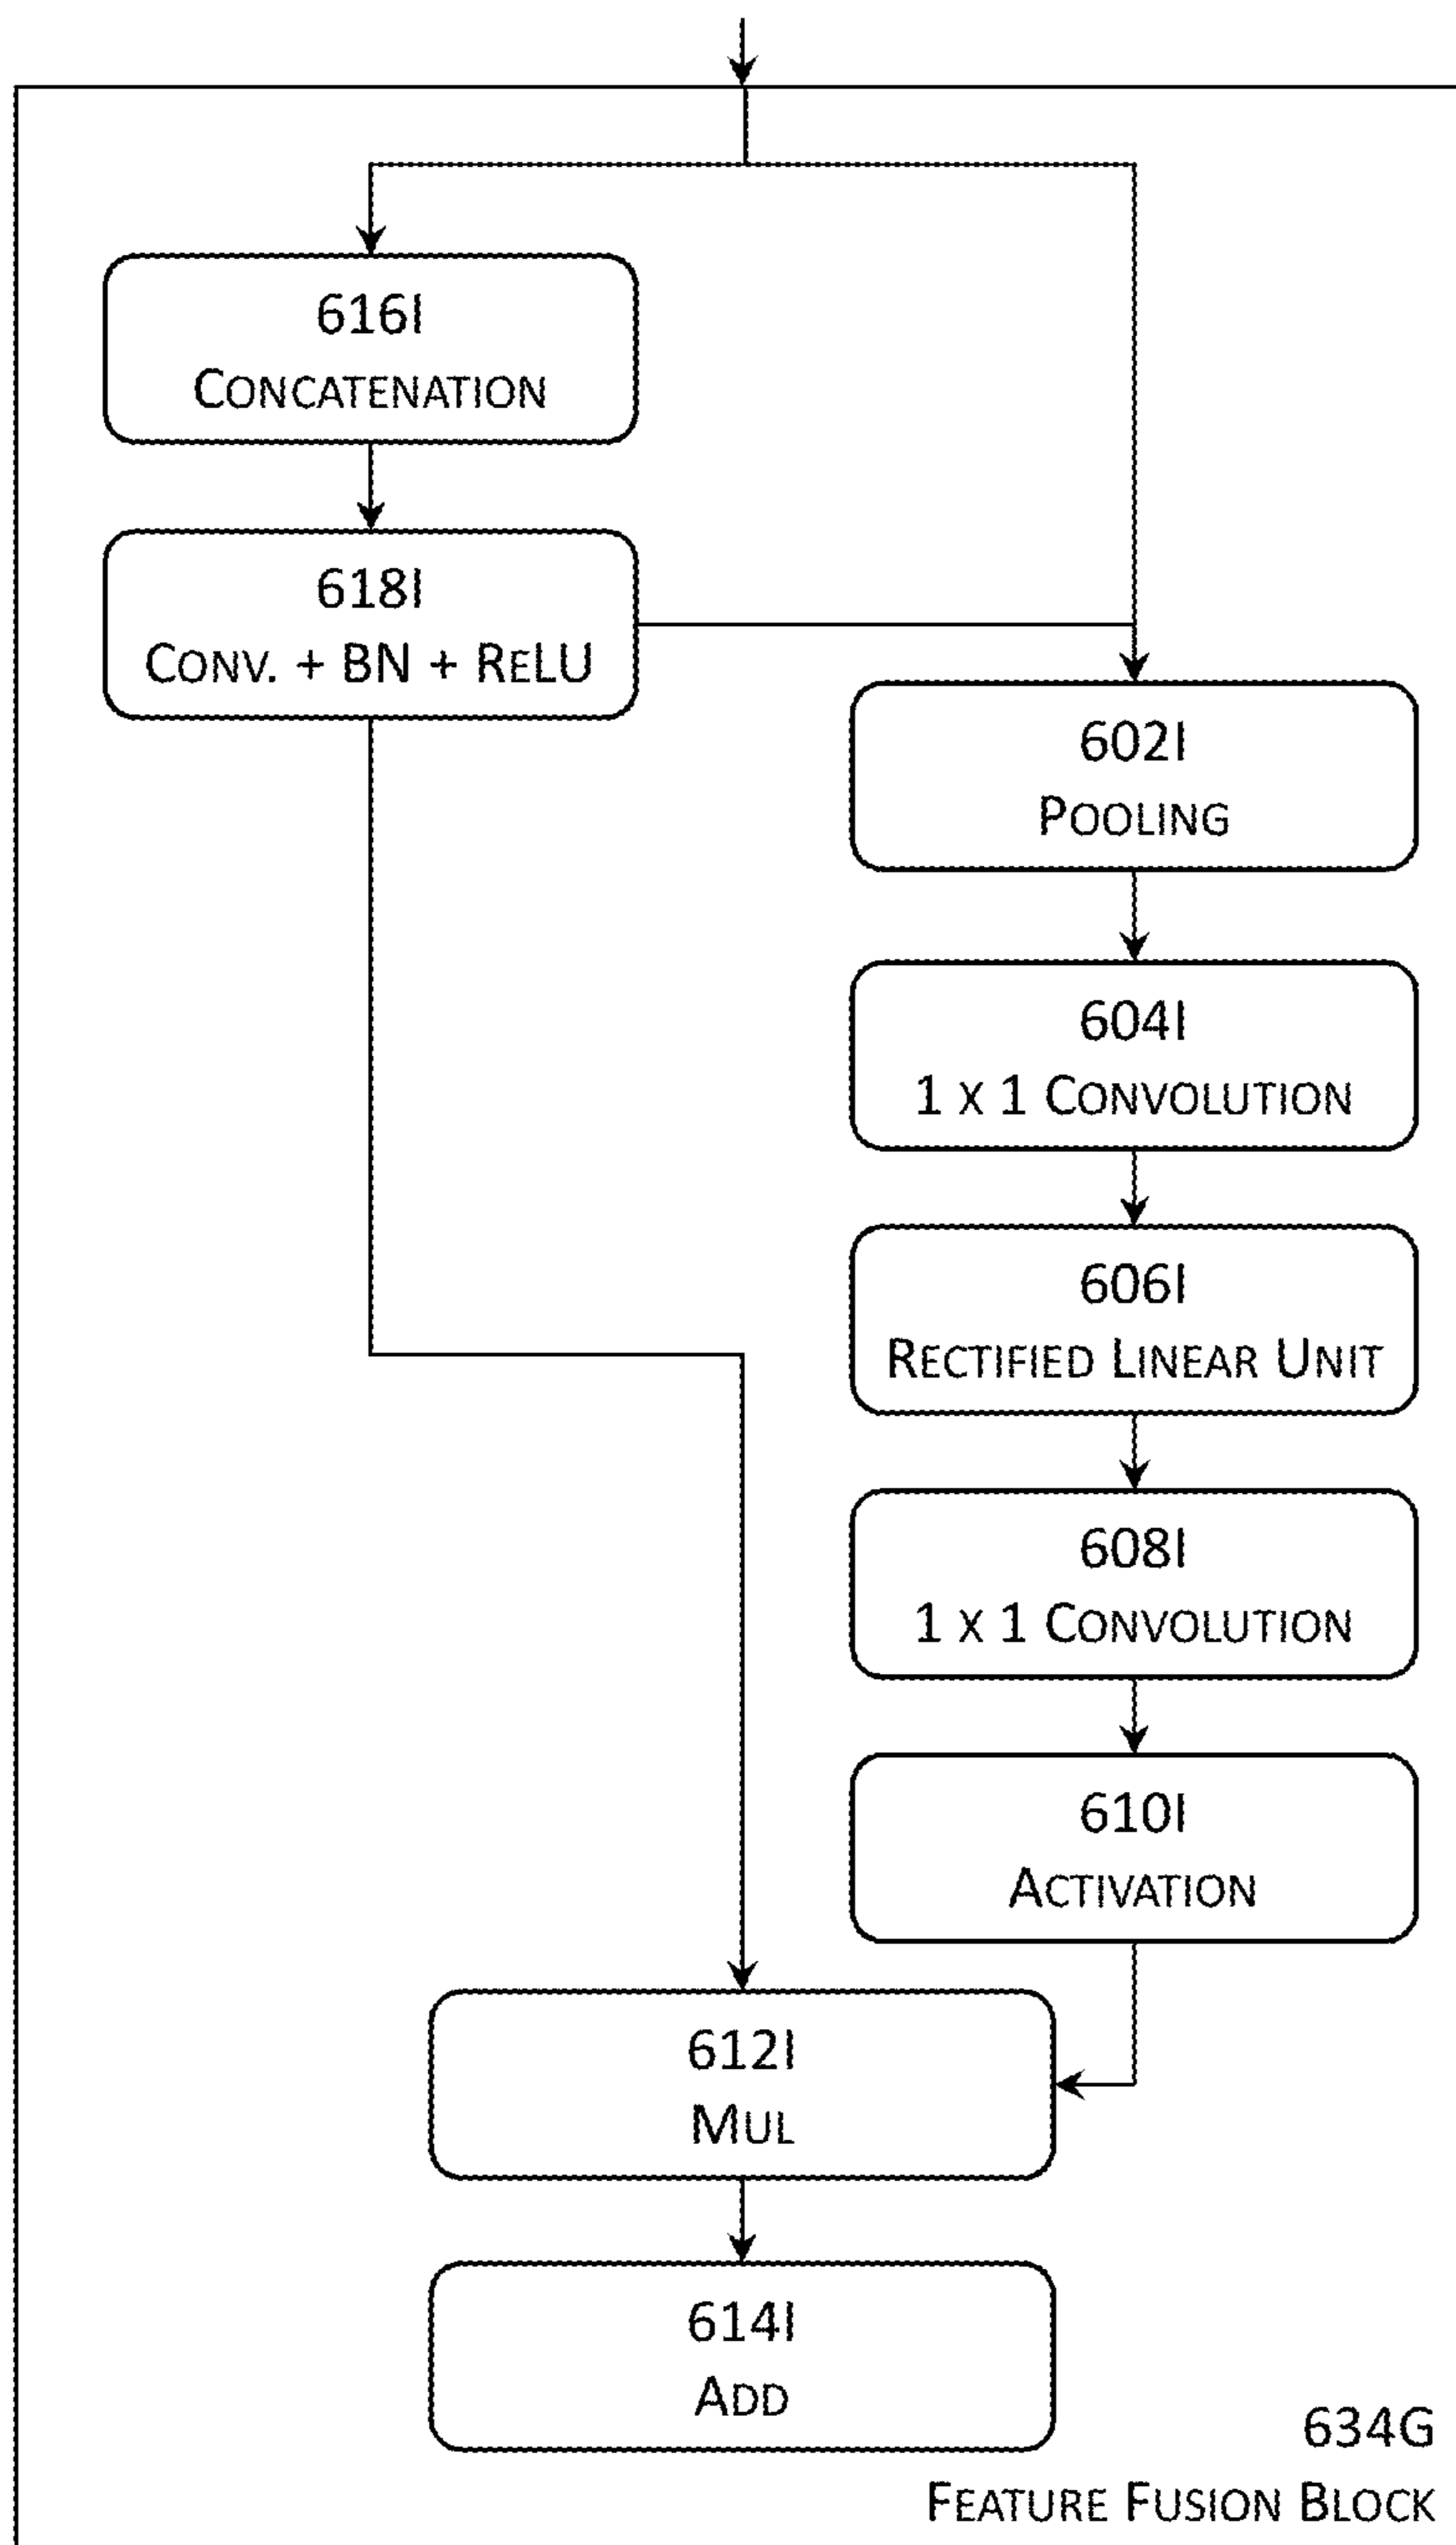 616I
CONCATENATION
618I
CONV. + BN + RELU
602I
POOLING
604I
1 X 1 CONVOLUTION
606I
RECTIFIED LINEAR UNIT
608I
1 X 1 CONVOLUTION
610I
ACTIVATION
612I
MUL
614I
ADD
634G
FEATURE FUSION BLOCK